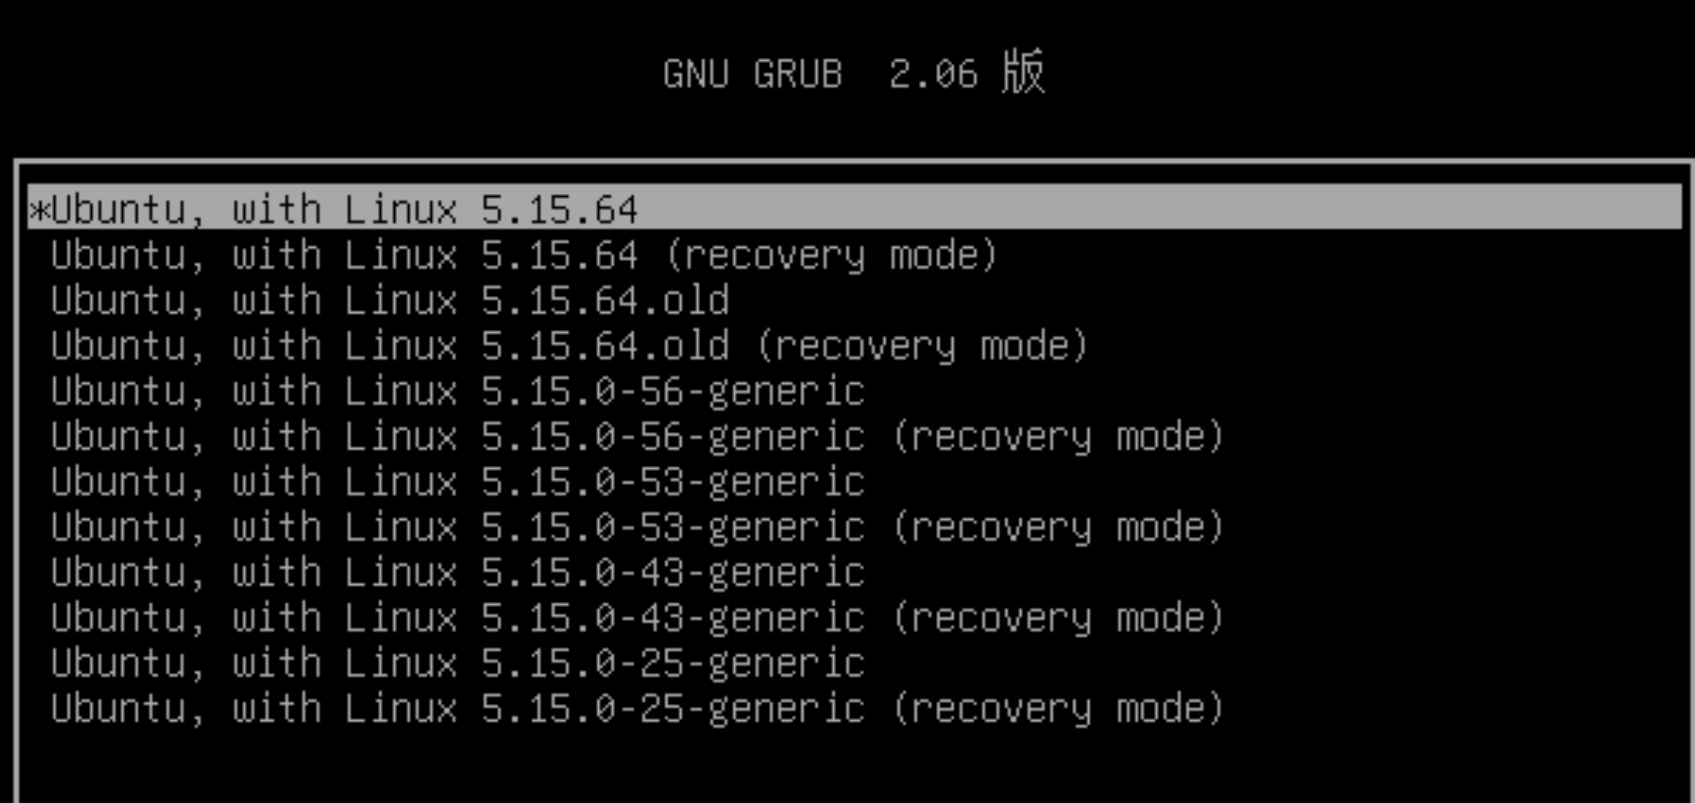 GNU GRUB  2.06 版
*Ubuntu, with Linux 5.15.64
Ubuntu, with Linux 5.15.64 (recovery mode)
Ubuntu, with Linux 5.15.64.old
Ubuntu, with Linux 5.15.64.old (recovery mode)
Ubuntu, with Linux 5.15.0-56-generic
Ubuntu, with Linux 5.15.0-56-generic (recovery mode)
Ubuntu, with Linux 5.15.0-53-generic
Ubuntu, with Linux 5.15.0-53-generic (recovery mode)
Ubuntu, with Linux 5.15.0-43-generic
Ubuntu, with Linux 5.15.0-43-generic (recovery mode)
Ubuntu, with Linux 5.15.0-25-generic
Ubuntu, with Linux 5.15.0-25-generic (recovery mode)